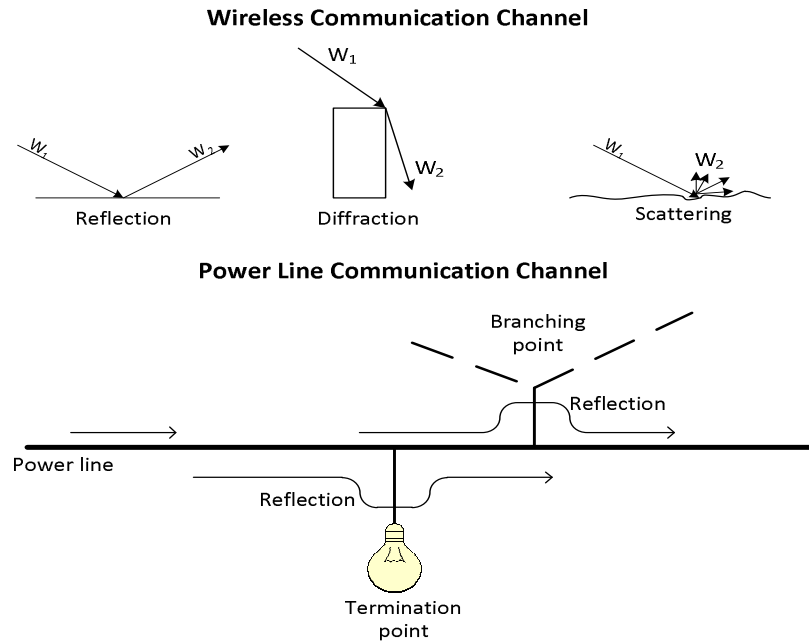 Wireless Communication Channel
W₁
W₂
Reflection
W₁
W₂
Diffraction
W₁
W₂
Scattering
Power Line Communication Channel
Branching
point
Reflection
Power line
Reflection
Termination
point